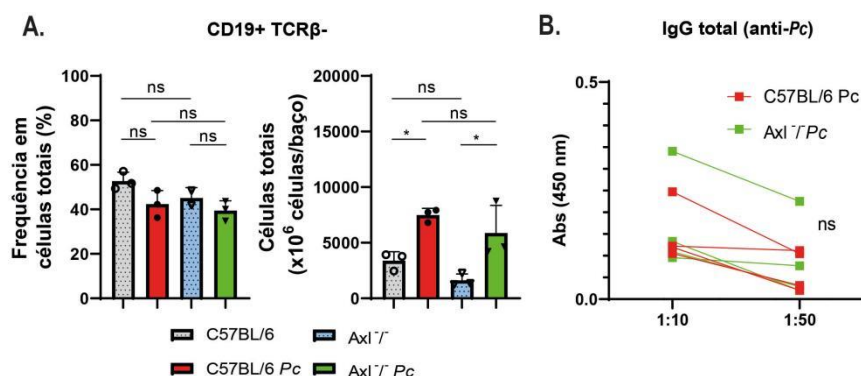 A.
CD19+ TCRβ-
Frequência em
células totais (%)
100
80
60
40
20
0
ns
ns
ns
ns
Células totais
(x10⁶ células/baço)
20000
15000
10000
5000
0
ns
ns
*
*
C57BL/6
Axl⁻/⁻
C57BL/6 Pc
Axl⁻/⁻ Pc
B.
IgG total (anti-Pc)
Abs (450 nm)
0.5
0.0
C57BL/6 Pc
Axl⁻/⁻ Pc
ns
1:10
1:50